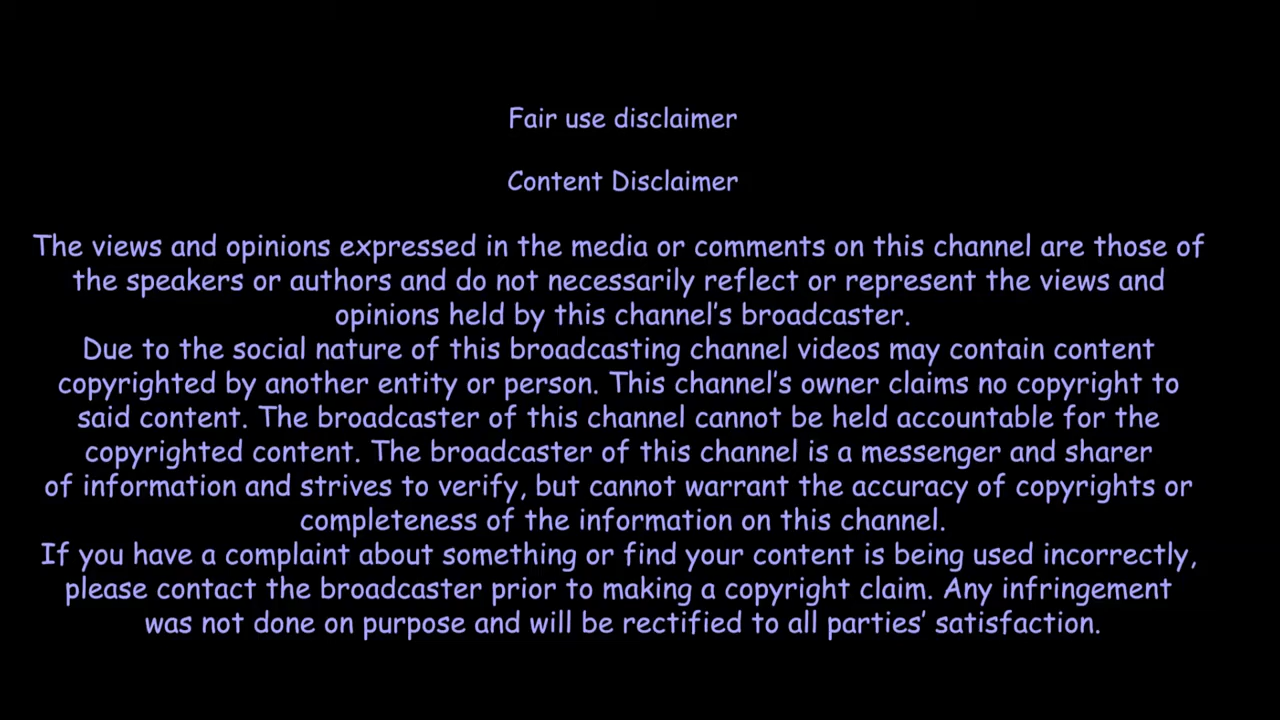 Fair use disclaimer
Content Disclaimer
The views and opinions expressed in the media or comments on this channel are those of
the speakers or authors and do not necessarily reflect or represent the views and
opinions held by this channel’s broadcaster.
Due to the social nature of this broadcasting channel videos may contain content
copyrighted by another entity or person. This channel’s owner claims no copyright to
said content. The broadcaster of this channel cannot be held accountable for the
copyrighted content. The broadcaster of this channel is a messenger and sharer
of information and strives to verify, but cannot warrant the accuracy of copyrights or
completeness of the information on this channel.
If you have a complaint about something or find your content is being used incorrectly,
please contact the broadcaster prior to making a copyright claim. Any infringement
was not done on purpose and will be rectified to all parties’ satisfaction.